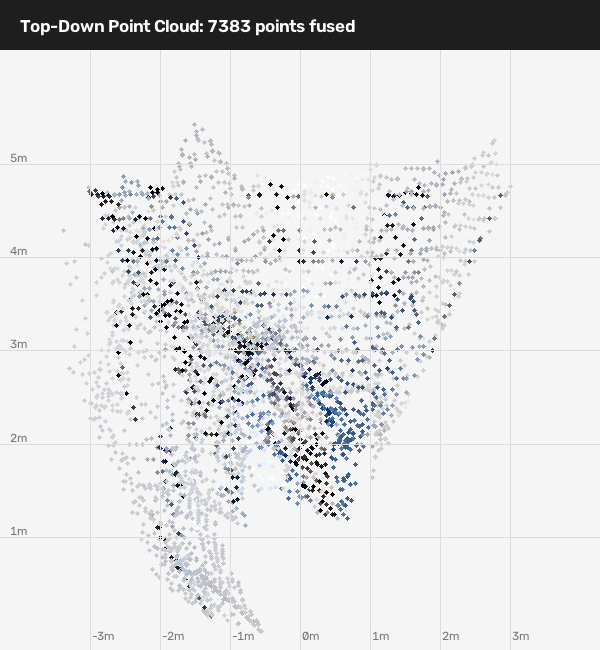 Top-Down Point Cloud: 7383 points fused
5m
4m
3m
2m
1m
-3m -2m -1m 0m 1m 2m 3m